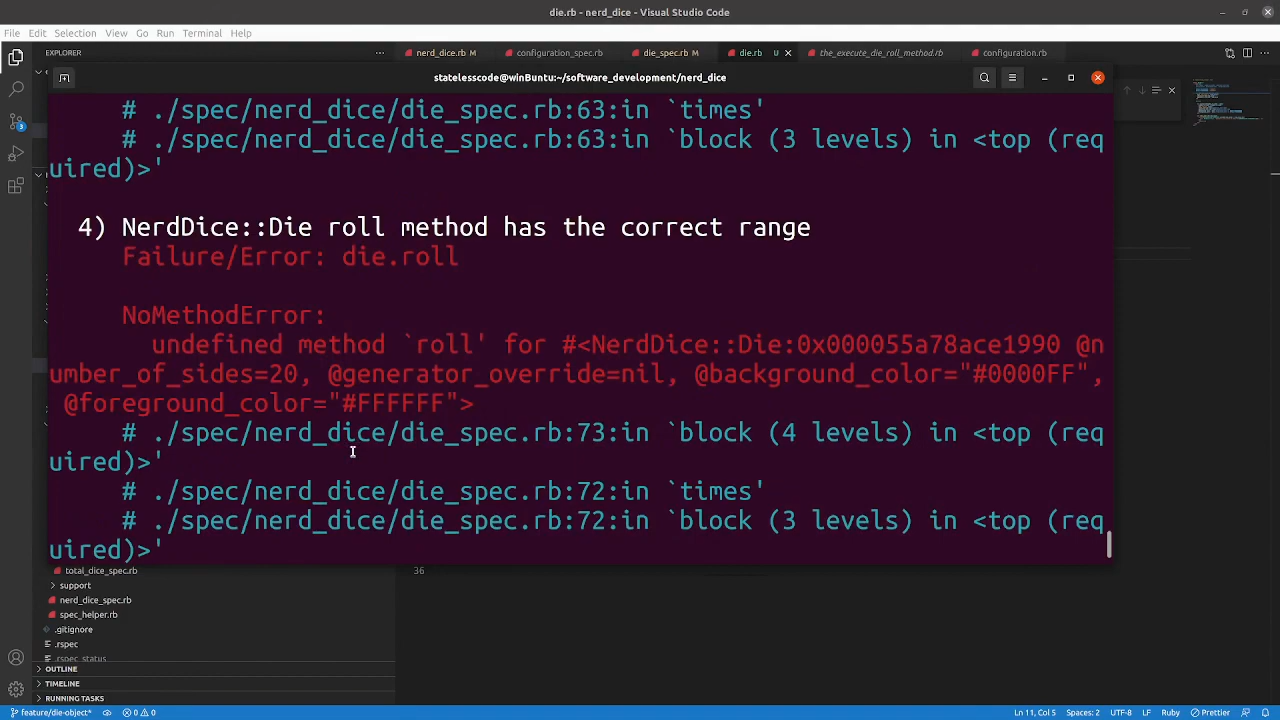 die.rb - nerd_dice - Visual Studio Code
File Edit Selection View Go Run Terminal Help
EXPLORER
nerd_dice.rb M
configuration_spec.rb
die_spec.rb M
die.rb U
the_execute_die_roll_method.rb
configuration.rb
statelesscode@winBuntu:~/software_development/nerd_dice
# ./spec/nerd_dice/die_spec.rb:63:in `times'
# ./spec/nerd_dice/die_spec.rb:63:in `block (3 levels) in <top (req
uired)>'
4) NerdDice::Die roll method has the correct range
Failure/Error: die.roll
NoMethodError:
undefined method `roll' for #<NerdDice::Die:0x000055a78ace1990 @n
umber_of_sides=20, @generator_override=nil, @background_color="#0000FF",
@foreground_color="#FFFFFF">
# ./spec/nerd_dice/die_spec.rb:73:in `block (4 levels) in <top (req
uired)>'
# ./spec/nerd_dice/die_spec.rb:72:in `times'
# ./spec/nerd_dice/die_spec.rb:72:in `block (3 levels) in <top (req
uired)>'
total_dice_spec.rb
36
support
nerd_dice_spec.rb
spec_helper.rb
.gitignore
.rspec
.rspec_status
OUTLINE
TIMELINE
RUNNING TASKS
feature/die-object* 0 0 Ln 11, Col 5 Spaces: 2 UTF-8 LF Ruby Prettier